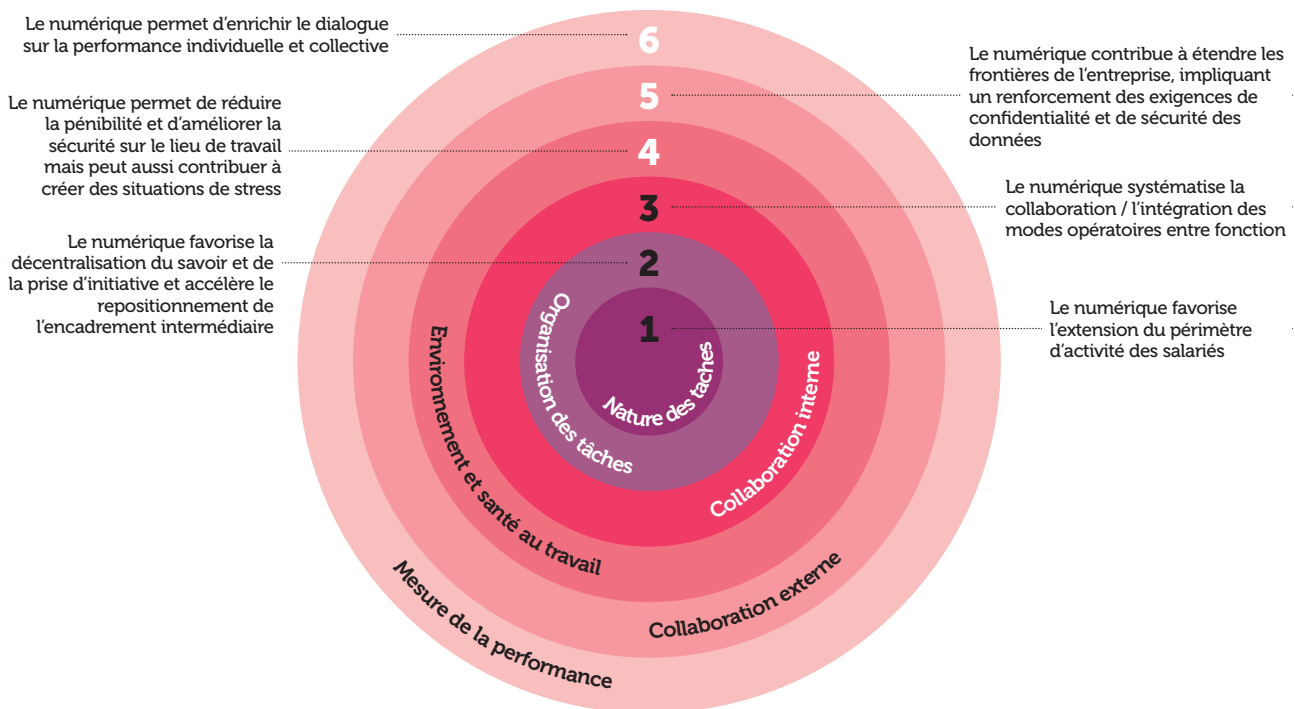 Le numérique permet d’enrichir le dialogue
sur la performance individuelle et collective
6
Le numérique contribue à étendre les
frontières de l’entreprise, impliquant
un renforcement des exigences de
confidentialité et de sécurité des
données
5
Le numérique permet de réduire
la pénibilité et d’améliorer la
sécurité sur le lieu de travail
mais peut aussi contribuer à
créer des situations de stress
4
Le numérique systématise la
collaboration / l’intégration des
modes opératoires entre fonction
3
Le numérique favorise la
décentralisation du savoir et de
la prise d’initiative et accélère le
repositionnement de
l’encadrement intermédiaire
2
Le numérique favorise
l’extension du périmètre
d’activité des salariés
1
Nature des taches
Organisation des tâches
Collaboration interne
Environnement et santé au travail
Collaboration externe
Mesure de la performance